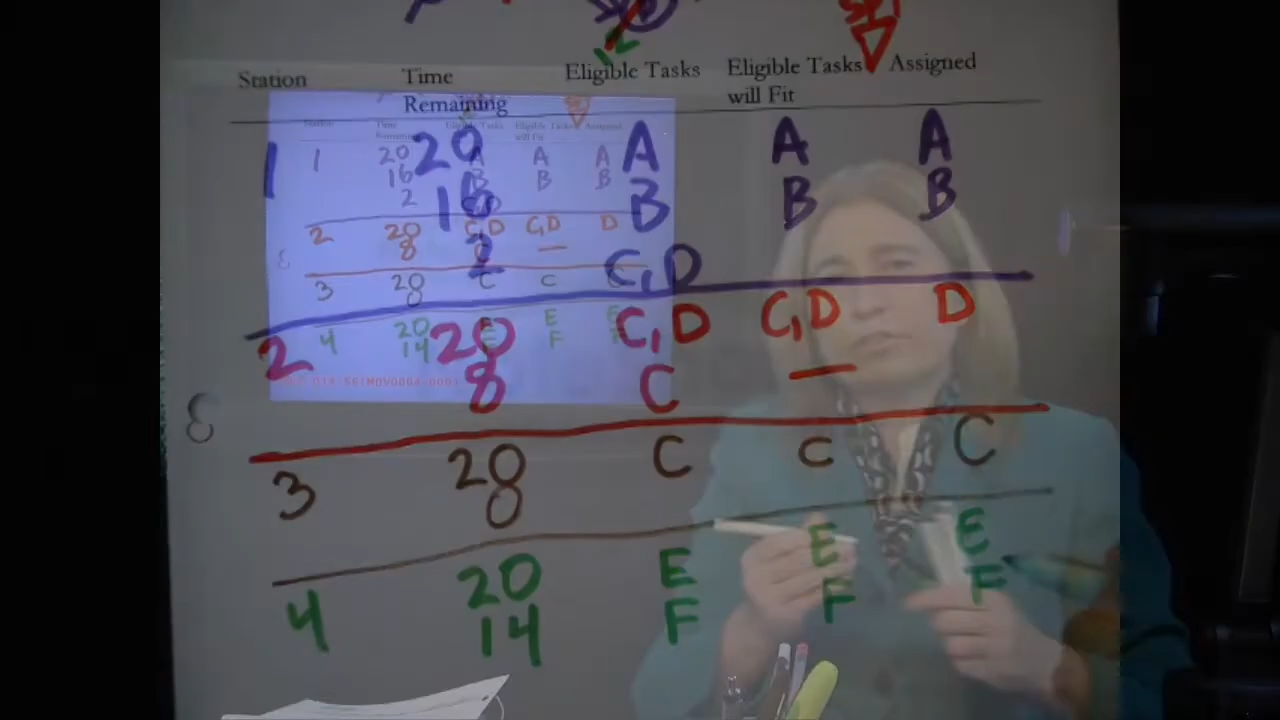 Station Time Remaining Eligible Tasks Eligible Tasks will Fit Assigned
1 20 A A A
16 B B B
2 C,D
2 20 C,D C,D D
8 C —
3 20 C C C
8
4 20 E E E
14 F F F